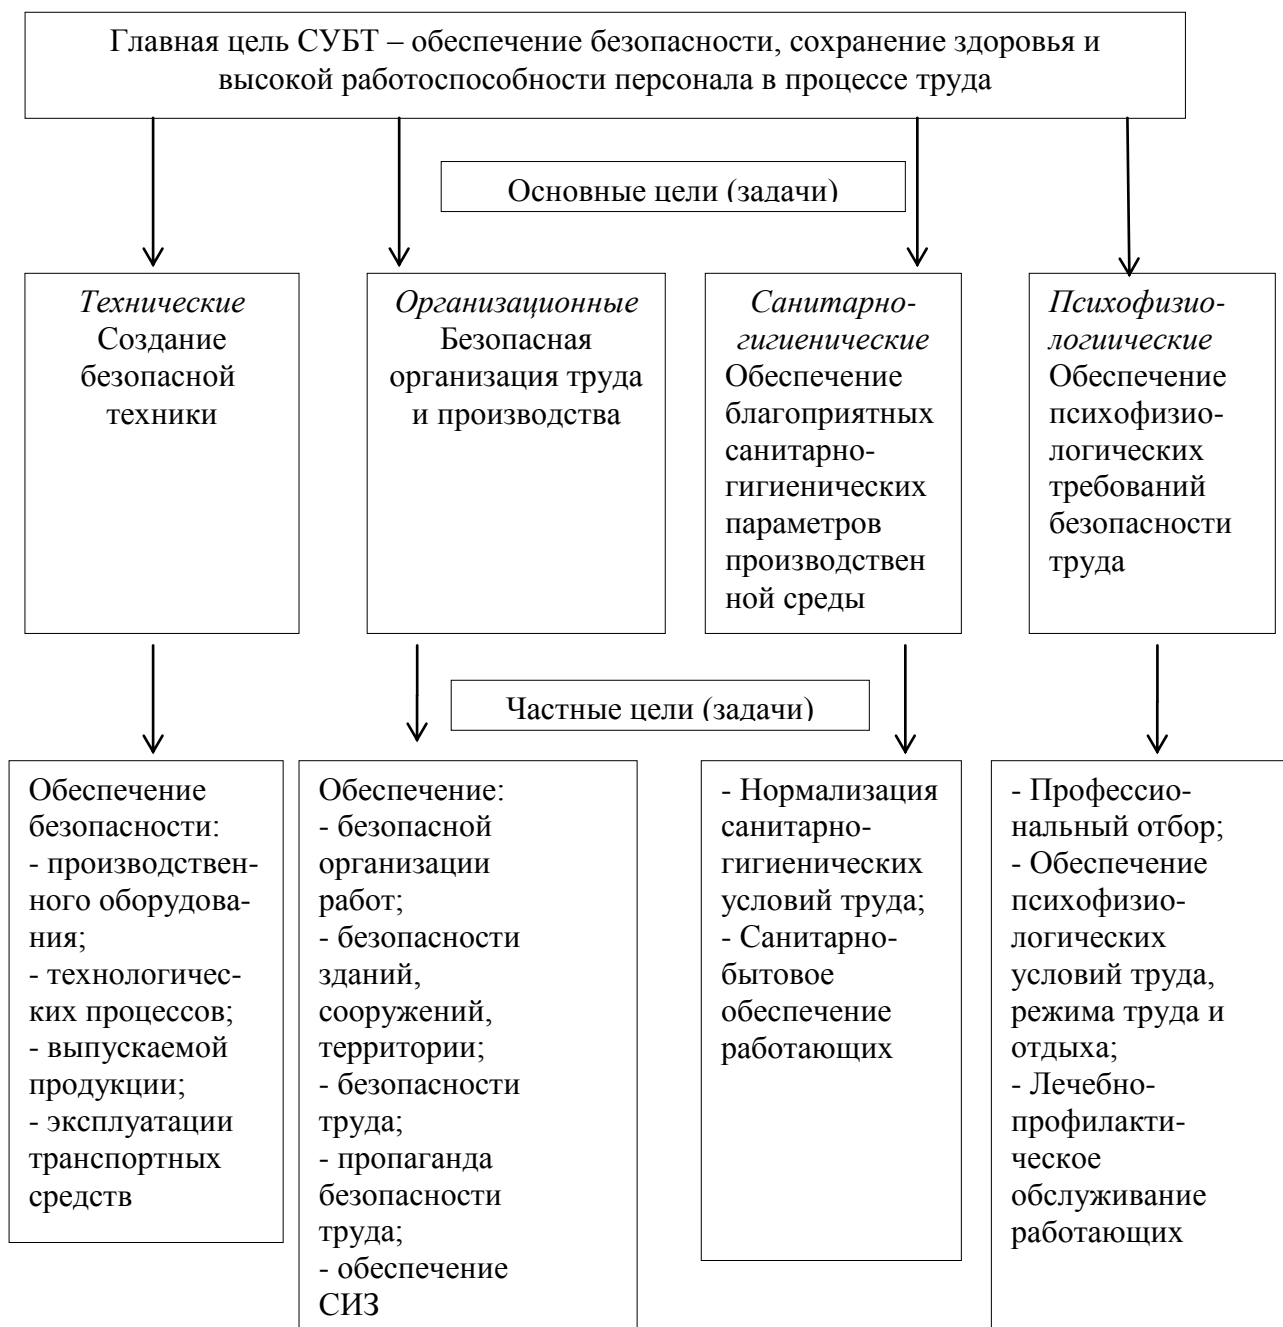 Главная цель СУБТ – обеспечение безопасности, сохранение здоровья и
высокой работоспособности персонала в процессе труда
Основные цели (задачи)
Технические
Создание
безопасной
техники
Организационные
Безопасная
организация труда
и производства
Санитарно-
гигиенические
Обеспечение
благоприятных
санитарно-
гигиенических
параметров
производствен
ной среды
Психофизио-
логиические
Обеспечение
психофизио-
логических
требований
безопасности
труда
Частные цели (задачи)
Обеспечение
безопасности:
- производствен-
ного оборудова-
ния;
- технологичес-
ких процессов;
- выпускаемой
продукции;
- эксплуатации
транспортных
средств
Обеспечение:
- безопасной
организации
работ;
- безопасности
зданий,
сооружений,
территории;
- безопасности
труда;
- пропаганда
безопасности
труда;
- обеспечение
СИЗ
- Нормализация
санитарно-
гигиенических
условий труда;
- Санитарно-
бытовое
обеспечение
работающих
- Профессио-
нальный отбор;
- Обеспечение
психофизио-
логических
условий труда,
режима труда и
отдыха;
- Лечебно-
профилакти-
ческое
обслуживание
работающих